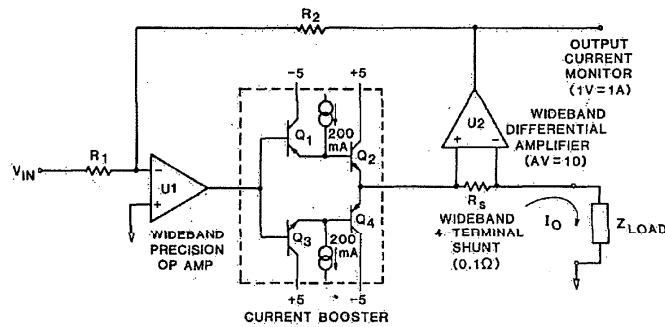 R2
OUTPUT
CURRENT
MONITOR
(1V=1A)
-5
+5
U2
WIDEBAND
DIFFERENTIAL
AMPLIFIER
(AV=10)
+
-
Q1
200
mA
Q2
R1
VIN
-
U1
+
WIDEBAND
PRECISION
OP AMP
Q3
200
mA
Q4
RS
WIDEBAND
4-TERMINAL
SHUNT
(0.1Ω)
IO
ZLOAD
+5
-5
CURRENT BOOSTER